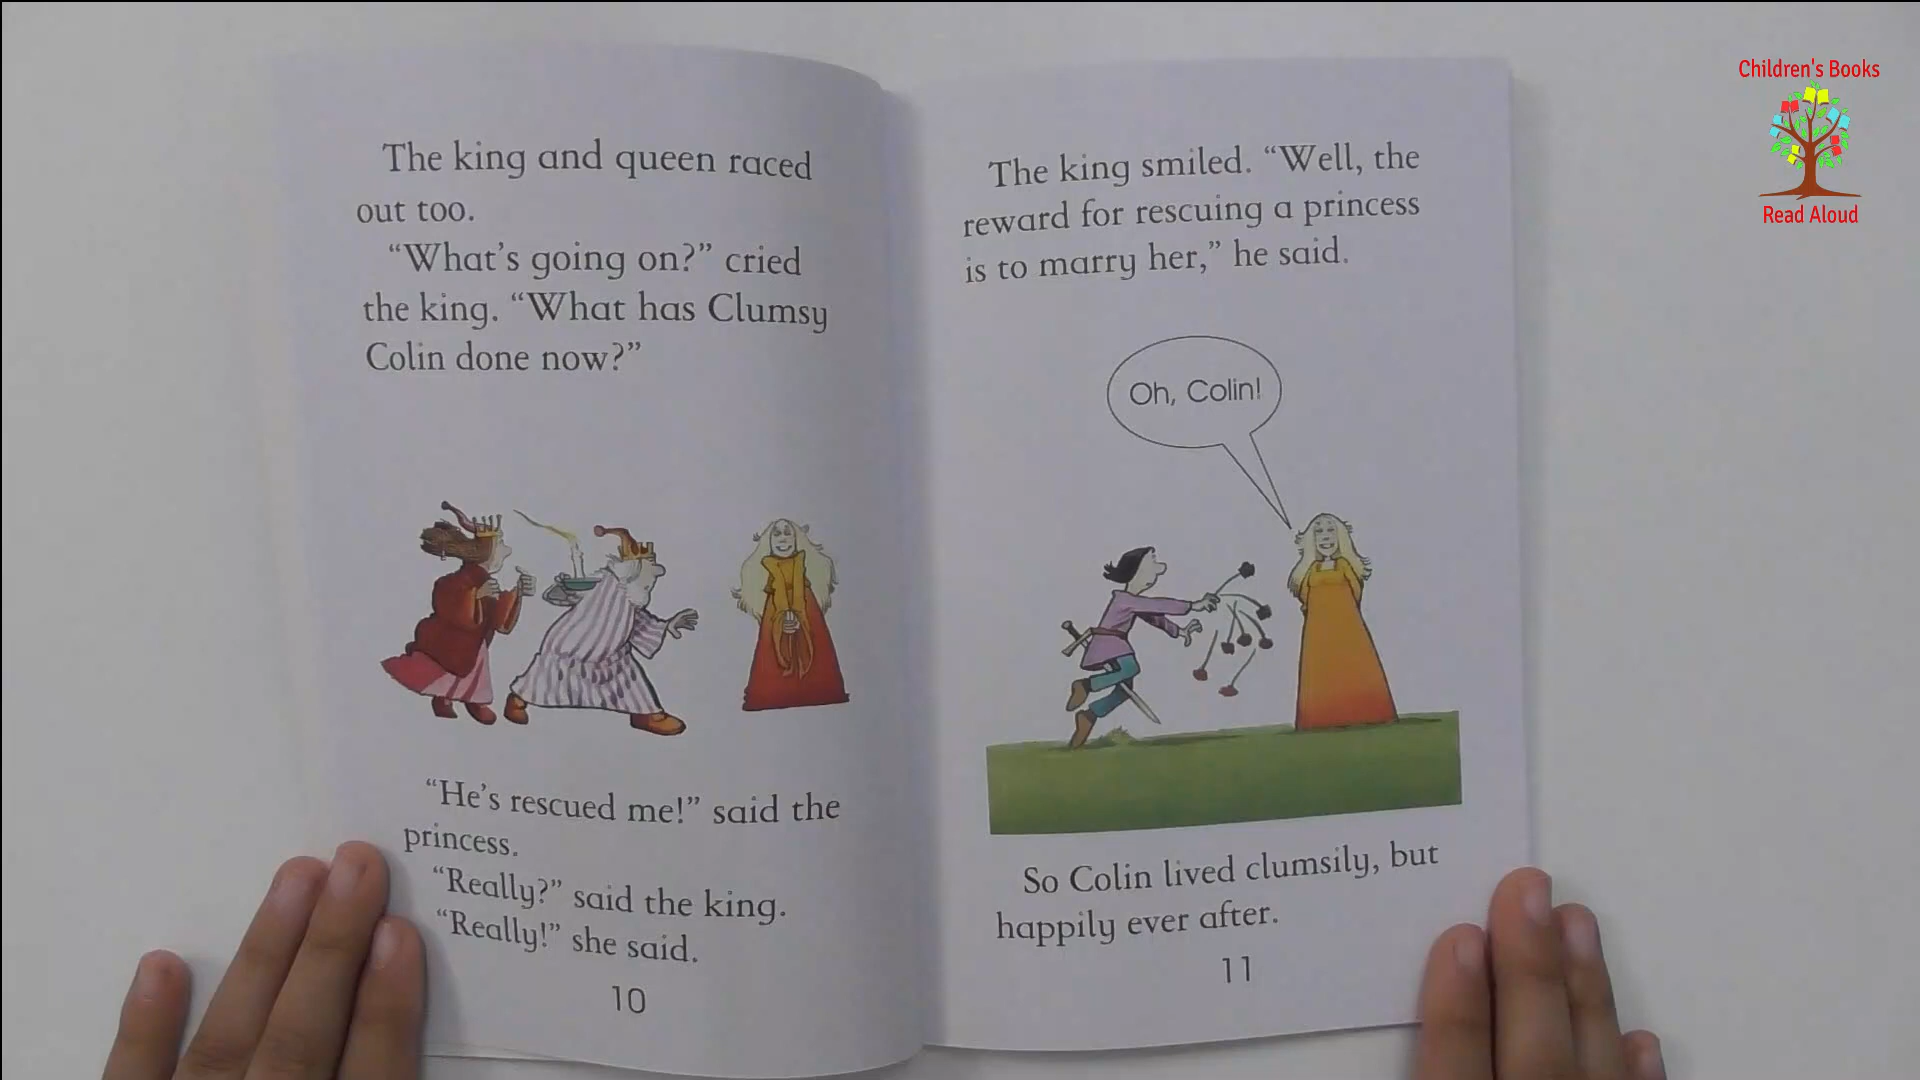 The king and queen raced
out too.
“What’s going on?” cried
the king. “What has Clumsy
Colin done now?”
“He’s rescued me!” said the
princess.
“Really?” said the king.
“Really!” she said.
10
The king smiled. “Well, the
reward for rescuing a princess
is to marry her,” he said.
Oh, Colin!
So Colin lived clumsily, but
happily ever after.
11
Children's Books
Read Aloud